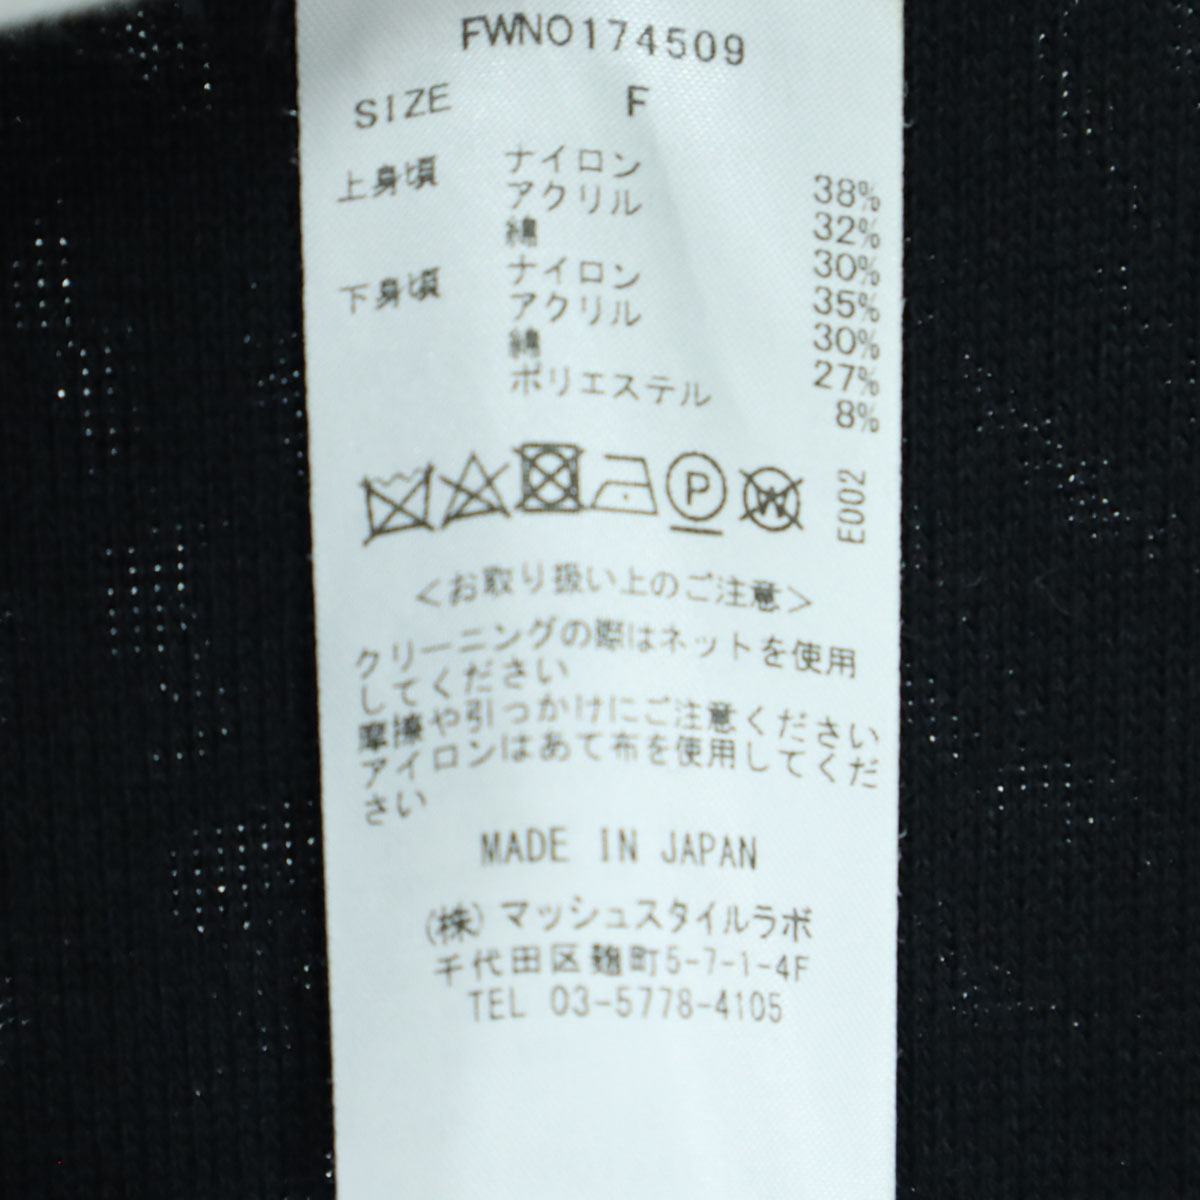 FWNO174509
SIZE F
上身頃 ナイロン 38%
アクリル 32%
綿 30%
下身頃 ナイロン 35%
アクリル 30%
綿 27%
ポリエステル 8%
P W E002
＜お取り扱い上のご注意＞
クリーニングの際はネットを使用
してください
摩擦や引っかけにご注意ください
アイロンはあて布を使用してくだ
さい
MADE IN JAPAN
(株) マッシュスタイルラボ
千代田区麹町5-7-1-4F
TEL 03-5778-4105